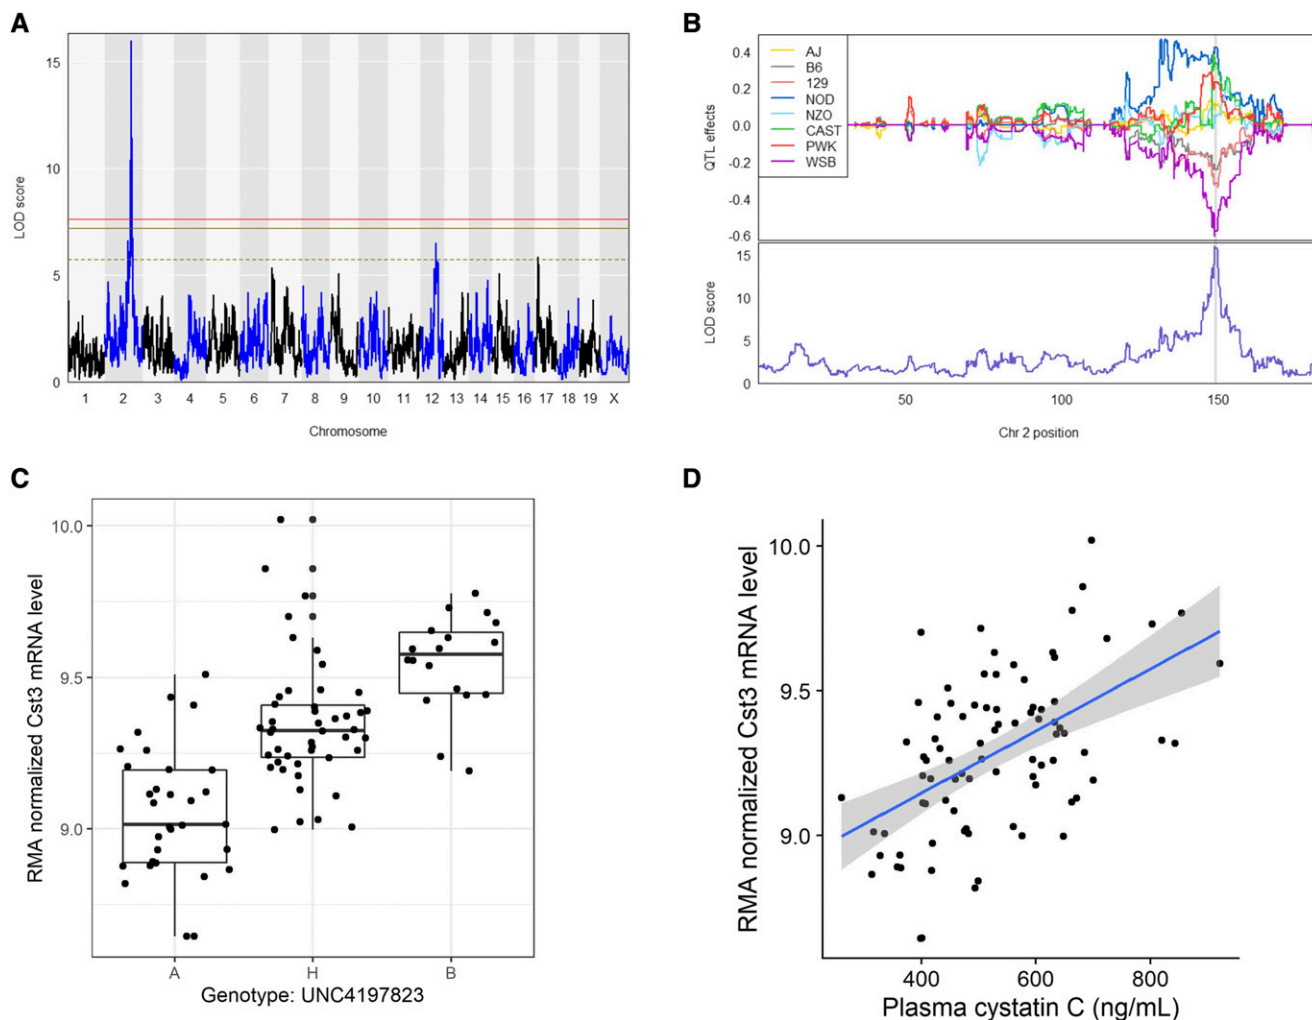 A
LOD score
15
10
5
0
1 2 3 4 5 6 7 8 9 10 11 12 13 14 15 16 17 18 19 X
Chromosome
B
QTL effects
0.4
0.2
0.0
-0.2
-0.4
-0.6
AJ
B6
129
NOD
NZO
CAST
PWK
WSB
LOD score
15
10
5
0
50 100 150
Chr 2 position
C
RMA normalized Cst3 mRNA level
10.0
9.5
9.0
A H B
Genotype: UNC4197823
D
RMA normalized Cst3 mRNA level
10.0
9.5
9.0
400 600 800
Plasma cystatin C (ng/mL)